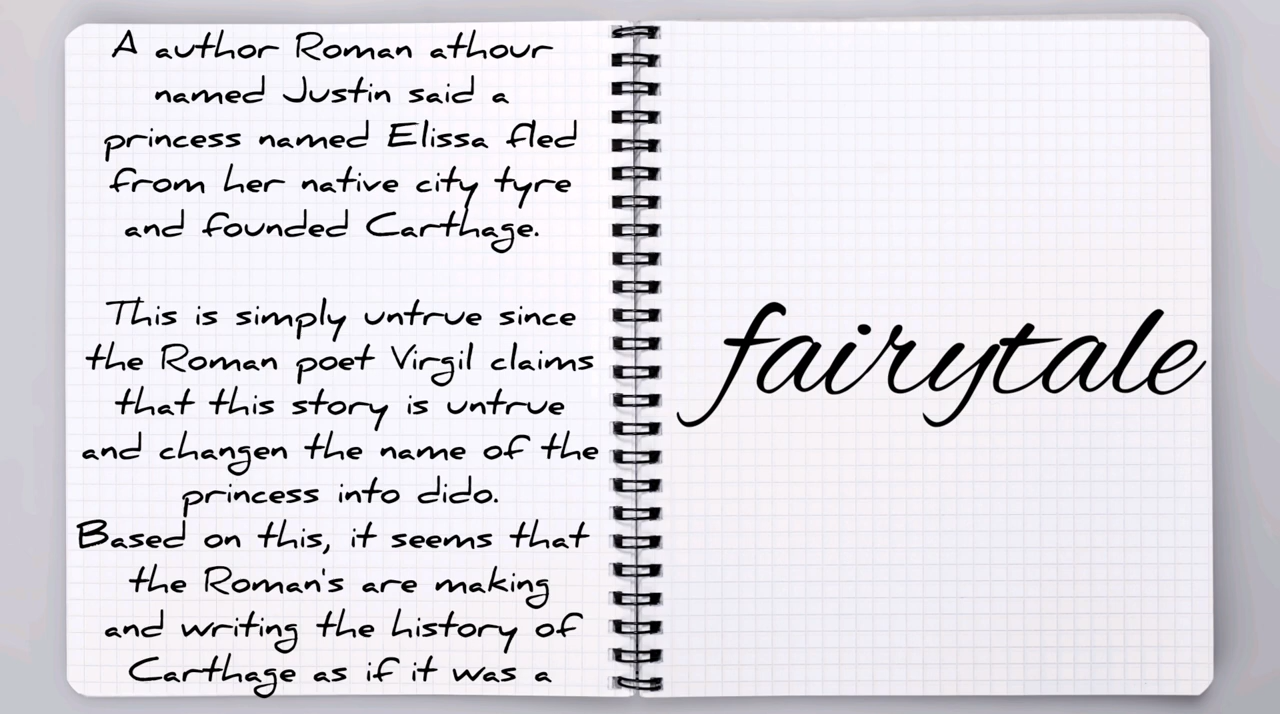 A author Roman athour
named Justin said a
princess named Elissa fled
from her native city tyre
and founded Carthage.
This is simply untrue since
the Roman poet Virgil claims
that this story is untrue
and changen the name of the
princess into dido.
Based on this, it seems that
the Roman's are making
and writing the history of
Carthage as if it was a
fairytale